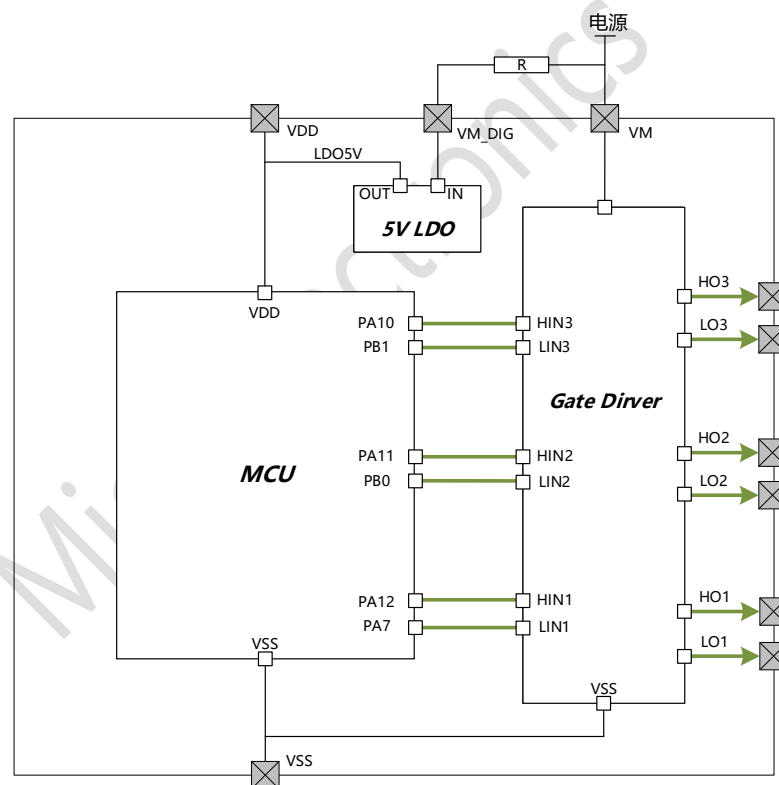 电源
R
VDD
VM_DIG
VM
LDO5V
OUT
IN
5V LDO
VDD
PA10
HIN3
HO3
PB1
LIN3
LO3
Gate Dirver
MCU
PA11
HIN2
HO2
PB0
LIN2
LO2
PA12
HIN1
HO1
PA7
LIN1
LO1
VSS
VSS
VSS